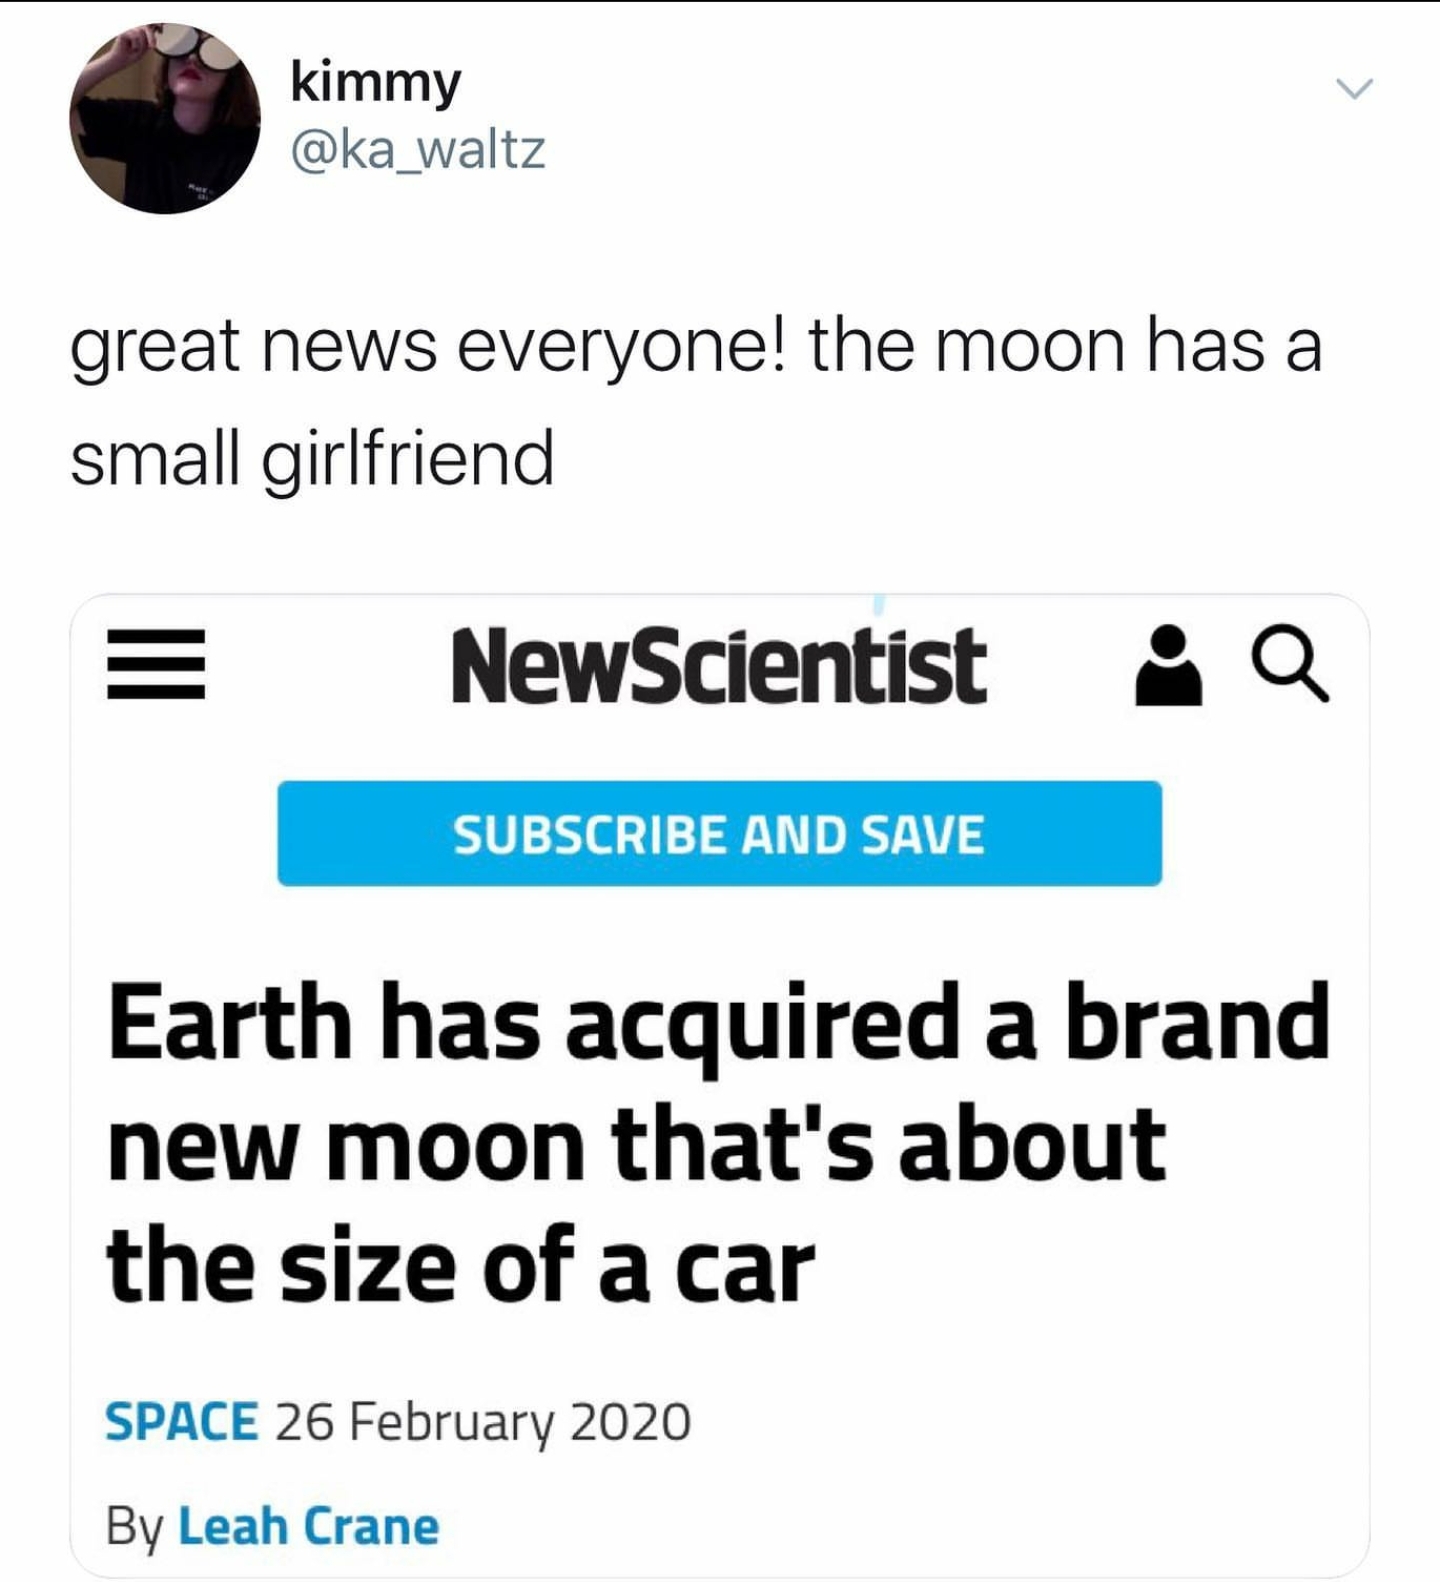 kimmy
@ka_waltz
great news everyone! the moon has a
small girlfriend
NewScientist
SUBSCRIBE AND SAVE
Earth has acquired a brand
new moon that's about
the size of a car
SPACE 26 February 2020
By Leah Crane